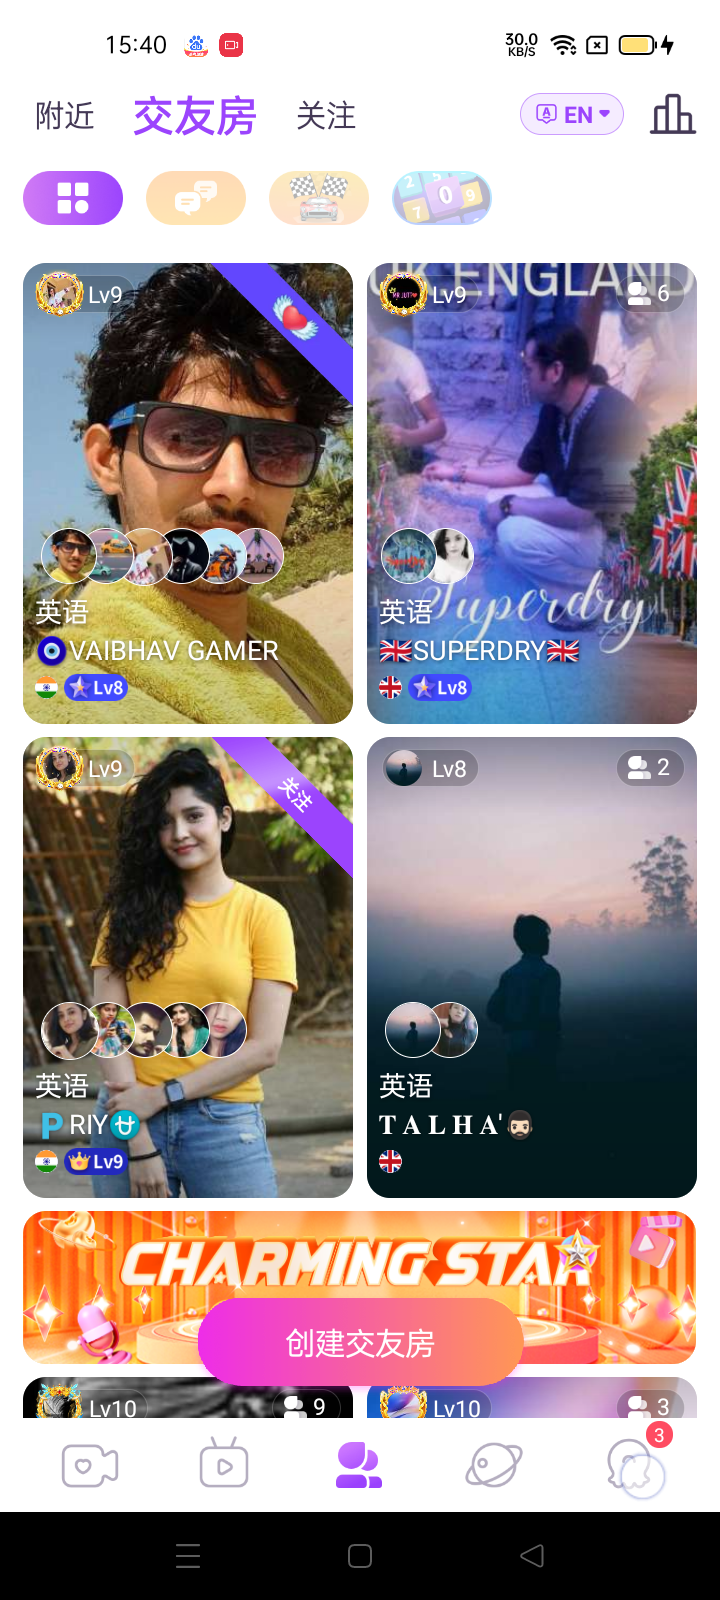 15:40
30.0
KB/S
附近 交友房 关注
EN
Lv9
英语
VAIBHAV GAMER
Lv8
UK ENGLAND
Lv9
6
Superdry
英语
SUPERDRY
Lv8
Lv9
关注
英语
P RIY
Lv9
Lv8
2
英语
T A L H A'
CHARMING STAR
创建交友房
Lv10
9
Lv10
3
3